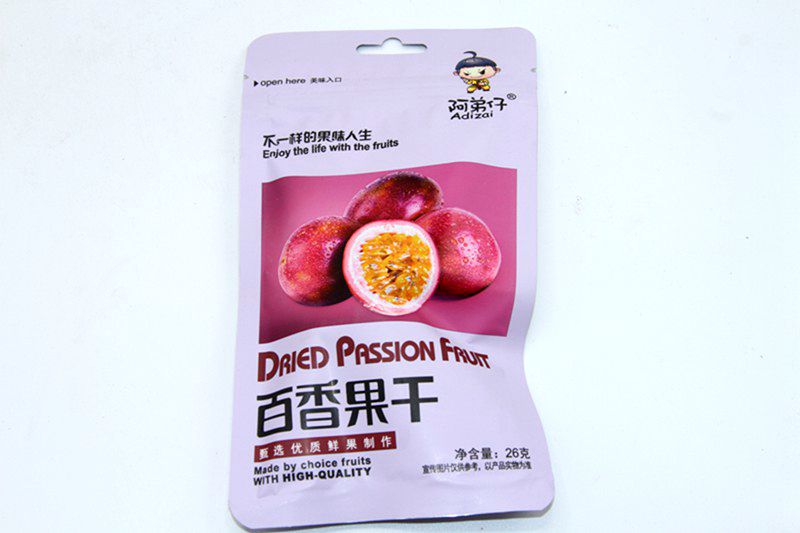 ▶open here 美味入口
阿弟仔®
Adizai
不一样的果味人生
Enjoy the life with the fruits
DRIED PASSION FRUIT
百香果干
甄选优质鲜果制作
Made by choice fruits
WITH HIGH-QUALITY
净含量：26克
宣传图片仅供参考，以产品实物为准